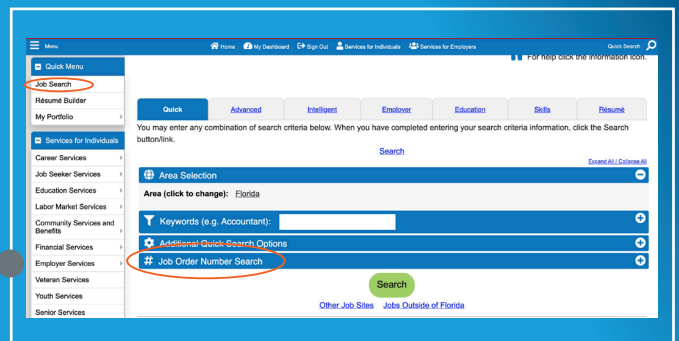 Menu
Home My Dashboard Sign Out Services for Individuals Services for Employers
Quick Search
Quick Menu
Job Search
Résumé Builder
My Portfolio
Services for Individuals
Career Services
Job Seeker Services
Education Services
Labor Market Services
Community Services and
Benefits
Financial Services
Employer Services
Veteran Services
Youth Services
Senior Services
For help click the information icon.
Quick Advanced Intelligent Employer Education Skills Résumé
You may enter any combination of search criteria below. When you have completed entering your search criteria information, click the Search
button/link.
Search
Expand All / Collapse All
Area Selection
Area (click to change): Florida
Keywords (e.g. Accountant):
Additional Quick Search Options
# Job Order Number Search
Search
Other Job Sites Jobs Outside of Florida